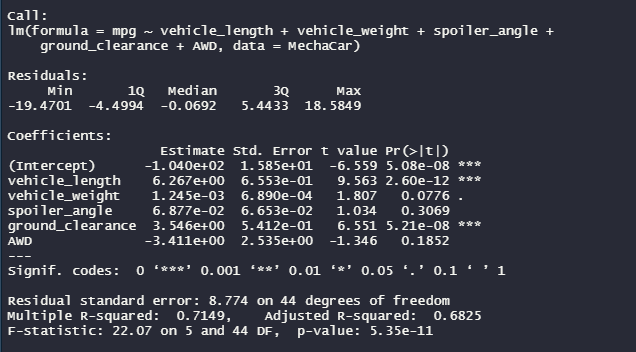 Call:
lm(formula = mpg ~ vehicle_length + vehicle_weight + spoiler_angle +
    ground_clearance + AWD, data = MechaCar)
Residuals:
     Min       1Q   Median       3Q      Max
-19.4701  -4.4994  -0.0692   5.4433  18.5849
Coefficients:
                   Estimate Std. Error t value Pr(>|t|)
(Intercept)      -1.040e+02  1.585e+01  -6.559 5.08e-08 ***
vehicle_length    6.267e+00  6.553e-01   9.563 2.60e-12 ***
vehicle_weight    1.245e-03  6.890e-04   1.807   0.0776 .
spoiler_angle     6.877e-02  6.653e-02   1.034   0.3069
ground_clearance  3.546e+00  5.412e-01   6.551 5.21e-08 ***
AWD              -3.411e+00  2.535e+00  -1.346   0.1852
---
Signif. codes:  0 ‘***’ 0.001 ‘**’ 0.01 ‘*’ 0.05 ‘.’ 0.1 ‘ ’ 1
Residual standard error: 8.774 on 44 degrees of freedom
Multiple R-squared:  0.7149,    Adjusted R-squared:  0.6825
F-statistic: 22.07 on 5 and 44 DF,  p-value: 5.35e-11